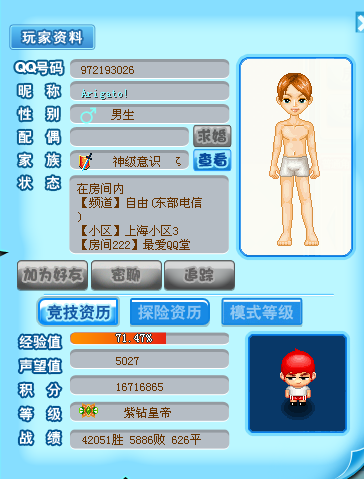 玩家资料
QQ号码 972193026
昵 称 Arigato!
性 别 男生
配 偶 求婚
家 族 神级意识 ζ 查看
状 态 在房间内
【频道】自由(东部电信
)
【小区】上海小区3
【房间222】最爱QQ堂
加为好友 密聊 追踪
竞技资历 探险资历 模式等级
经验值 71.47%
声望值 5027
积 分 16716865
等 级 紫钻皇帝
战 绩 42051胜 5886败 626平